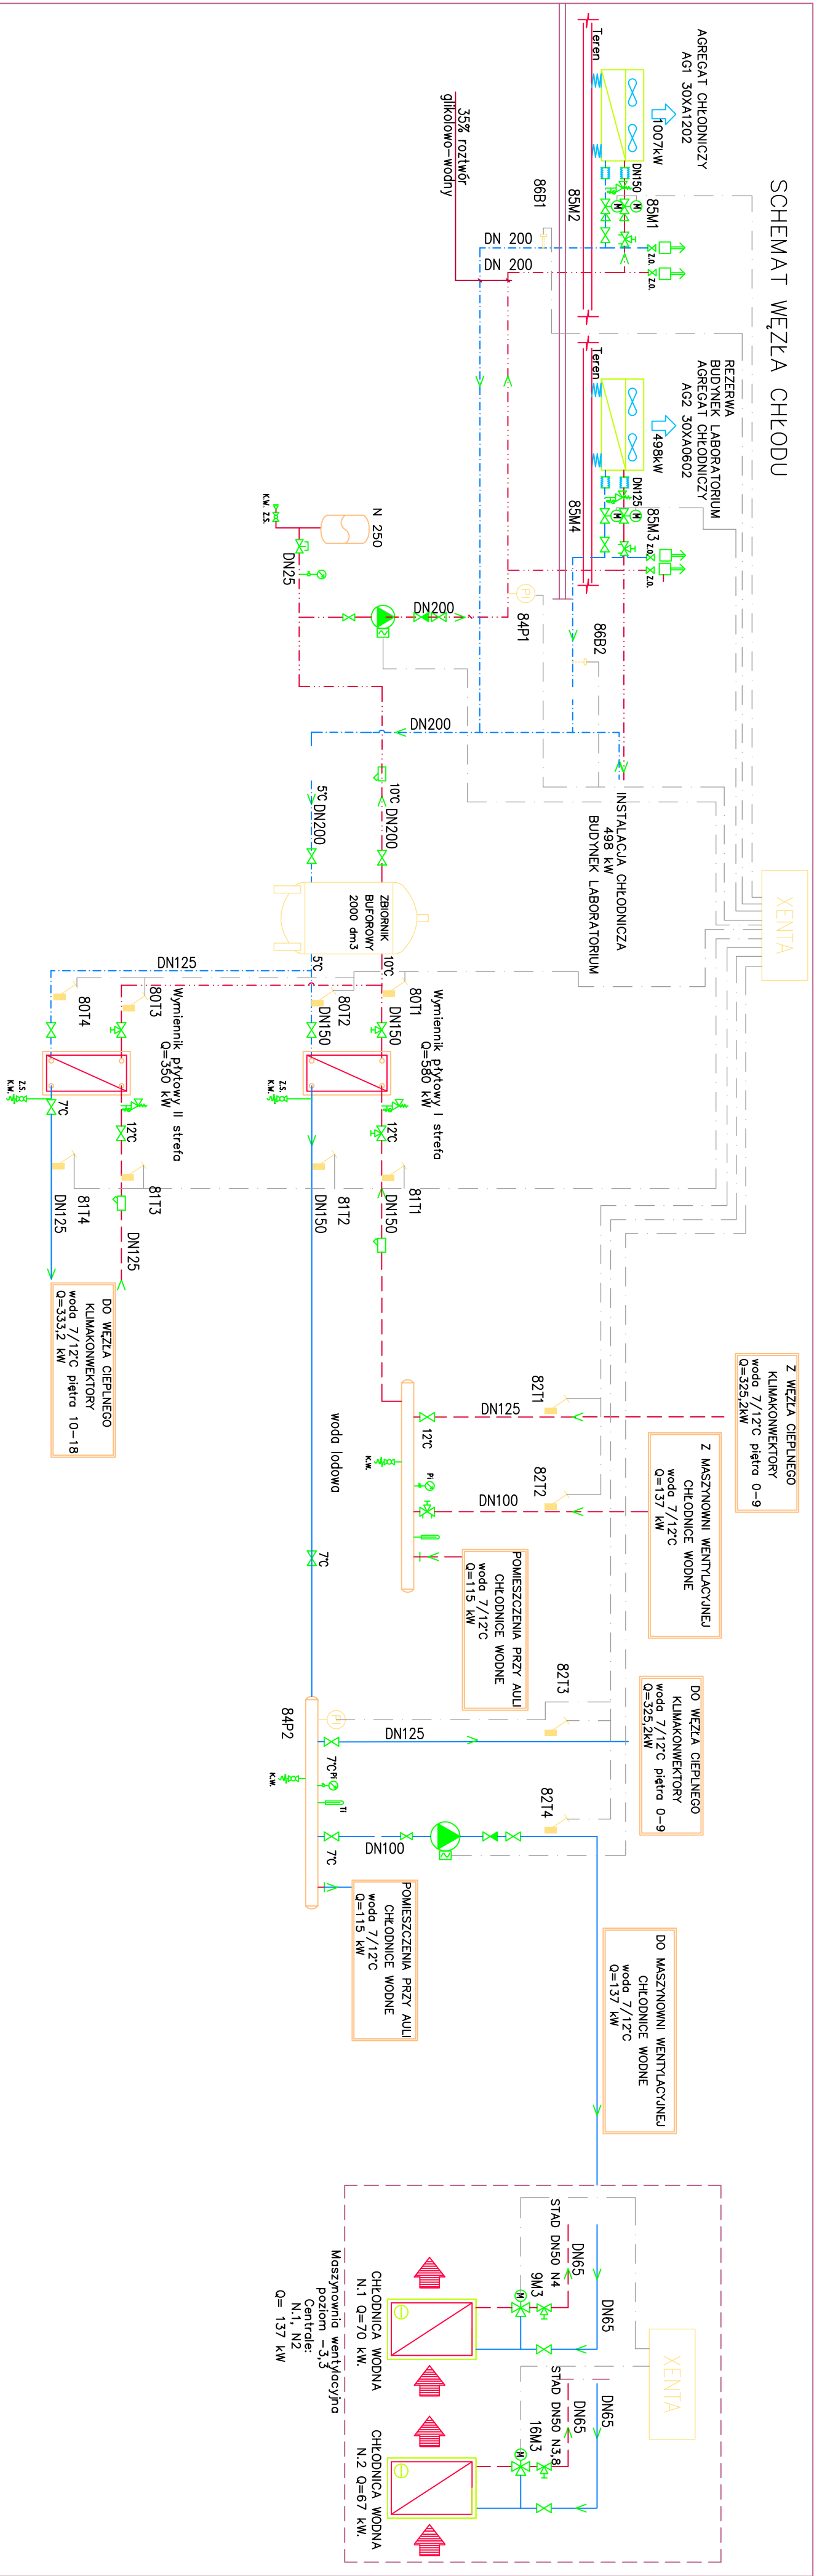 SCHEMAT WĘZŁA CHŁODU
AGREGAT CHŁODNICZY
AG1 30XA1202
1007kW
Teren
DN150
85M1
85M2
M
M
z.o.
z.o.
86B1
DN 200
DN 200
35% roztwór
glikolowo-wodny
REZERWA
BUDYNEK LABORATORIUM
AGREGAT CHŁODNICZY
AG2 30XA0602
498kW
Teren
DN125
85M3
85M4
M
M
z.o.
z.o.
86B2
84P1
PI
N 250
K.W. z.s.
DN25
DN200
DN200
INSTALACJA CHŁODNICZA
498 kW
BUDYNEK LABORATORIUM
XENTA
10°C
DN200
5°C
DN200
ZBIORNIK
BUFOROWY
2000 dm3
10°C
5°C
80T1
DN150
80T2
DN150
Wymiennik płytowy I strefa
Q=580 kW
12°C
81T1
DN150
81T2
DN150
z.s.
K.W.
DN125
80T3
80T4
Wymiennik płytowy II strefa
Q=350 kW
12°C
7°C
z.s.
K.W.
81T3
DN125
81T4
DN125
DO WĘZŁA CIEPLNEGO
KLIMAKONWEKTORY
woda 7/12°C piętra 10-18
Q=333,2 kW
Z WĘZŁA CIEPLNEGO
KLIMAKONWEKTORY
woda 7/12°C piętra 0-9
Q=325,2kW
Z MASZYNOWNI WENTYLACYJNEJ
CHŁODNICE WODNE
woda 7/12°C
Q=137 kW
POMIESZCZENIA PRZY AULI
CHŁODNICE WODNE
woda 7/12°C
Q=115 kW
82T1
DN125
82T2
DN100
12°C
K.W.
PI
woda lodowa
7°C
DO WĘZŁA CIEPLNEGO
KLIMAKONWEKTORY
woda 7/12°C piętra 0-9
Q=325,2kW
82T3
DN125
82T4
DN100
84P2
PI
7°C
PI
TI
K.W.
7°C
POMIESZCZENIA PRZY AULI
CHŁODNICE WODNE
woda 7/12°C
Q=115 kW
DO MASZYNOWNI WENTYLACYJNEJ
CHŁODNICE WODNE
woda 7/12°C
Q=137 kW
XENTA
DN65
DN65
STAD DN50 N4
9M3
M
CHŁODNICA WODNA
N.1 Q=70 kW.
DN65
DN65
STAD DN50 N3,8
16M3
M
CHŁODNICA WODNA
N.2 Q=67 kW.
Maszynownia wentylacyjna
poziom -3,3
Centrale:
N.1, N2
Q= 137 kW